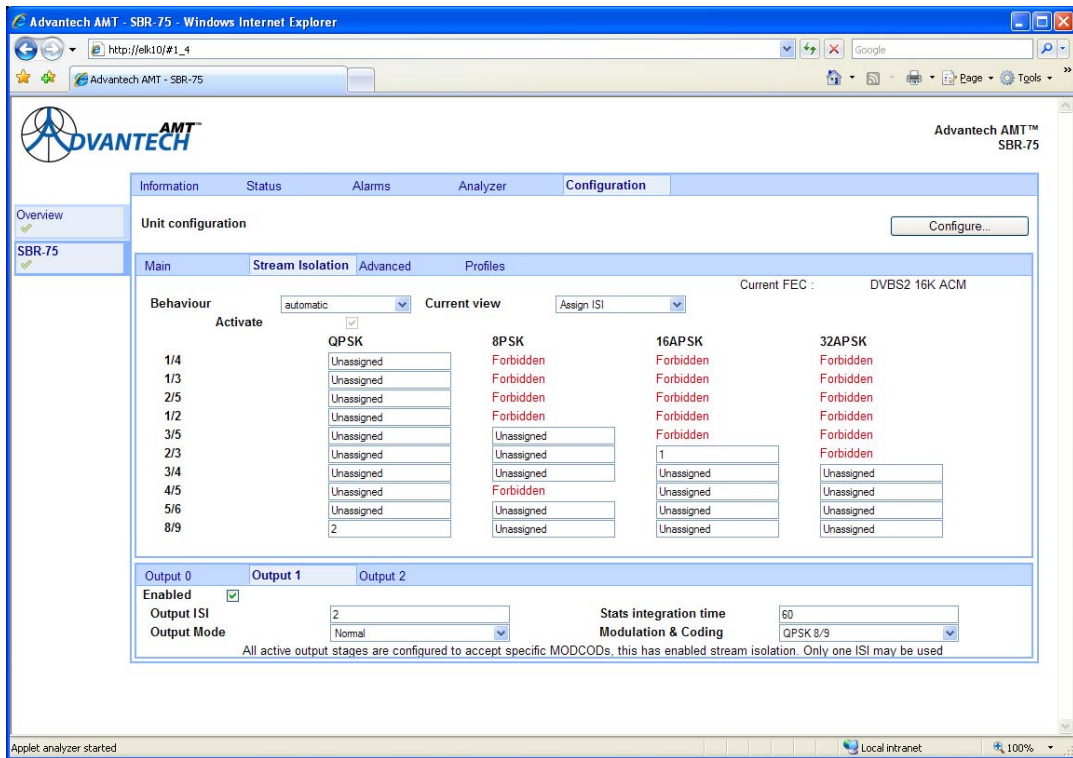 Advantech AMT - SBR-75 - Windows Internet Explorer
http://elk10/#1_4
Google
Advantech AMT - SBR-75
Page
Tools
ADVANTECH AMT™
Advantech AMT™
SBR-75
Information Status Alarms Analyzer Configuration
Overview
Unit configuration
Configure...
SBR-75
Main Stream Isolation Advanced Profiles
Current FEC : DVBS2 16K ACM
Behaviour automatic Current view Assign ISI
Activate
QPSK 8PSK 16APSK 32APSK
1/4 Unassigned Forbidden Forbidden Forbidden
1/3 Unassigned Forbidden Forbidden Forbidden
2/5 Unassigned Forbidden Forbidden Forbidden
1/2 Unassigned Forbidden Forbidden Forbidden
3/5 Unassigned Unassigned Forbidden Forbidden
2/3 Unassigned Unassigned 1 Forbidden
3/4 Unassigned Unassigned Unassigned Unassigned
4/5 Unassigned Forbidden Unassigned Unassigned
5/6 Unassigned Unassigned Unassigned Unassigned
8/9 2 Unassigned Unassigned Unassigned
Output 0 Output 1 Output 2
Enabled
Output ISI 2 Stats integration time 60
Output Mode Normal Modulation & Coding QPSK 8/9
All active output stages are configured to accept specific MODCODs, this has enabled stream isolation. Only one ISI may be used
Applet analyzer started
Local intranet
100%